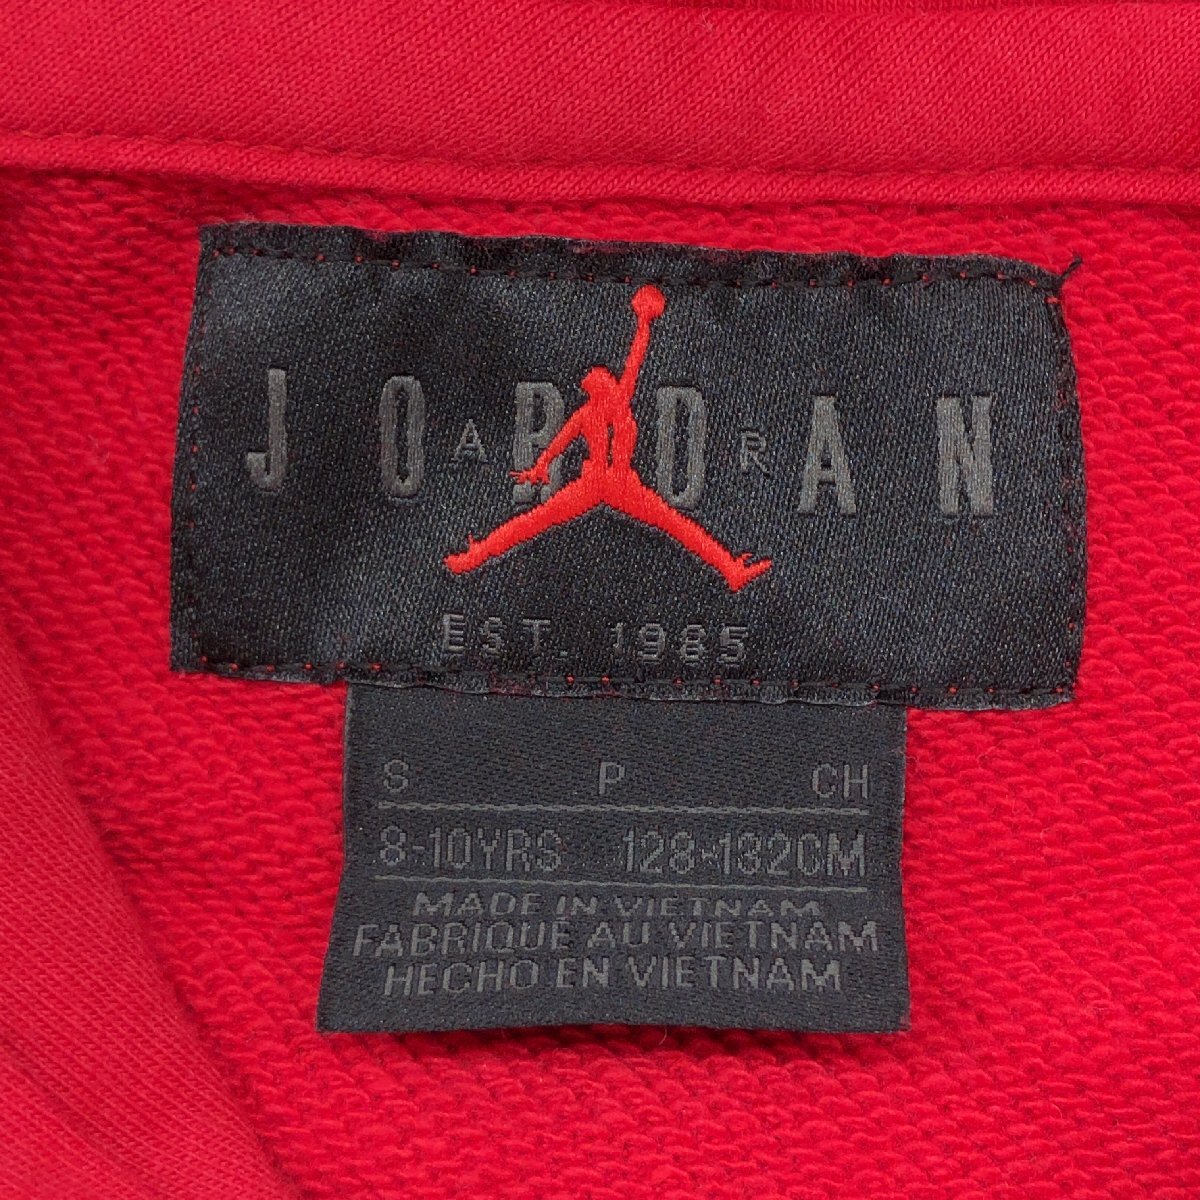 JORDAN
AIR
EST. 1985
S P CH
8-10YRS 128-132CM
MADE IN VIETNAM
FABRIQUÉ AU VIETNAM
HECHO EN VIETNAM